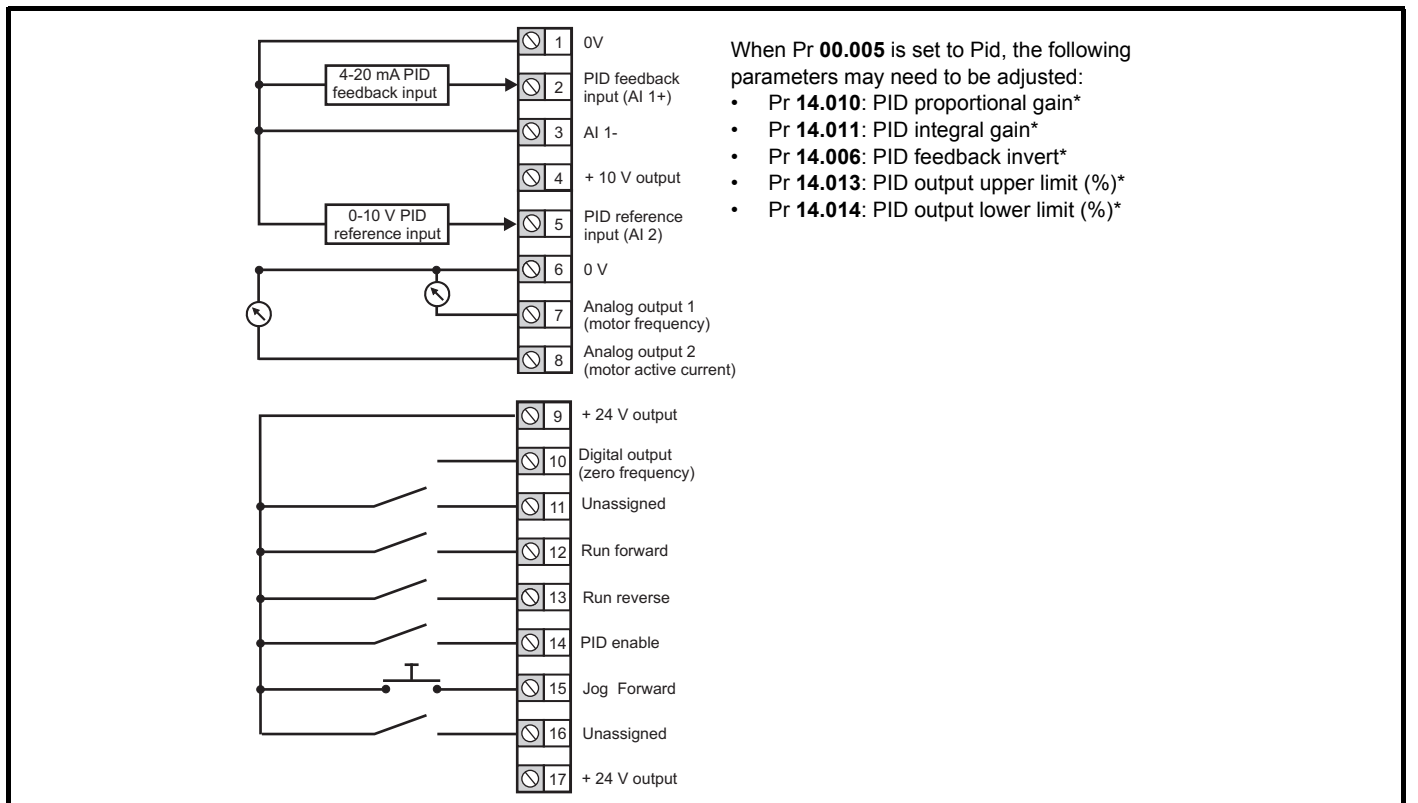 1 0V
4-20 mA PID
feedback input
2 PID feedback
input (AI 1+)
3 AI 1-
4 + 10 V output
0-10 V PID
reference input
5 PID reference
input (AI 2)
6 0 V
7 Analog output 1
(motor frequency)
8 Analog output 2
(motor active current)
9 + 24 V output
10 Digital output
(zero frequency)
11 Unassigned
12 Run forward
13 Run reverse
14 PID enable
15 Jog Forward
16 Unassigned
17 + 24 V output
When Pr 00.005 is set to Pid, the following
parameters may need to be adjusted:
• Pr 14.010: PID proportional gain*
• Pr 14.011: PID integral gain*
• Pr 14.006: PID feedback invert*
• Pr 14.013: PID output upper limit (%)*
• Pr 14.014: PID output lower limit (%)*